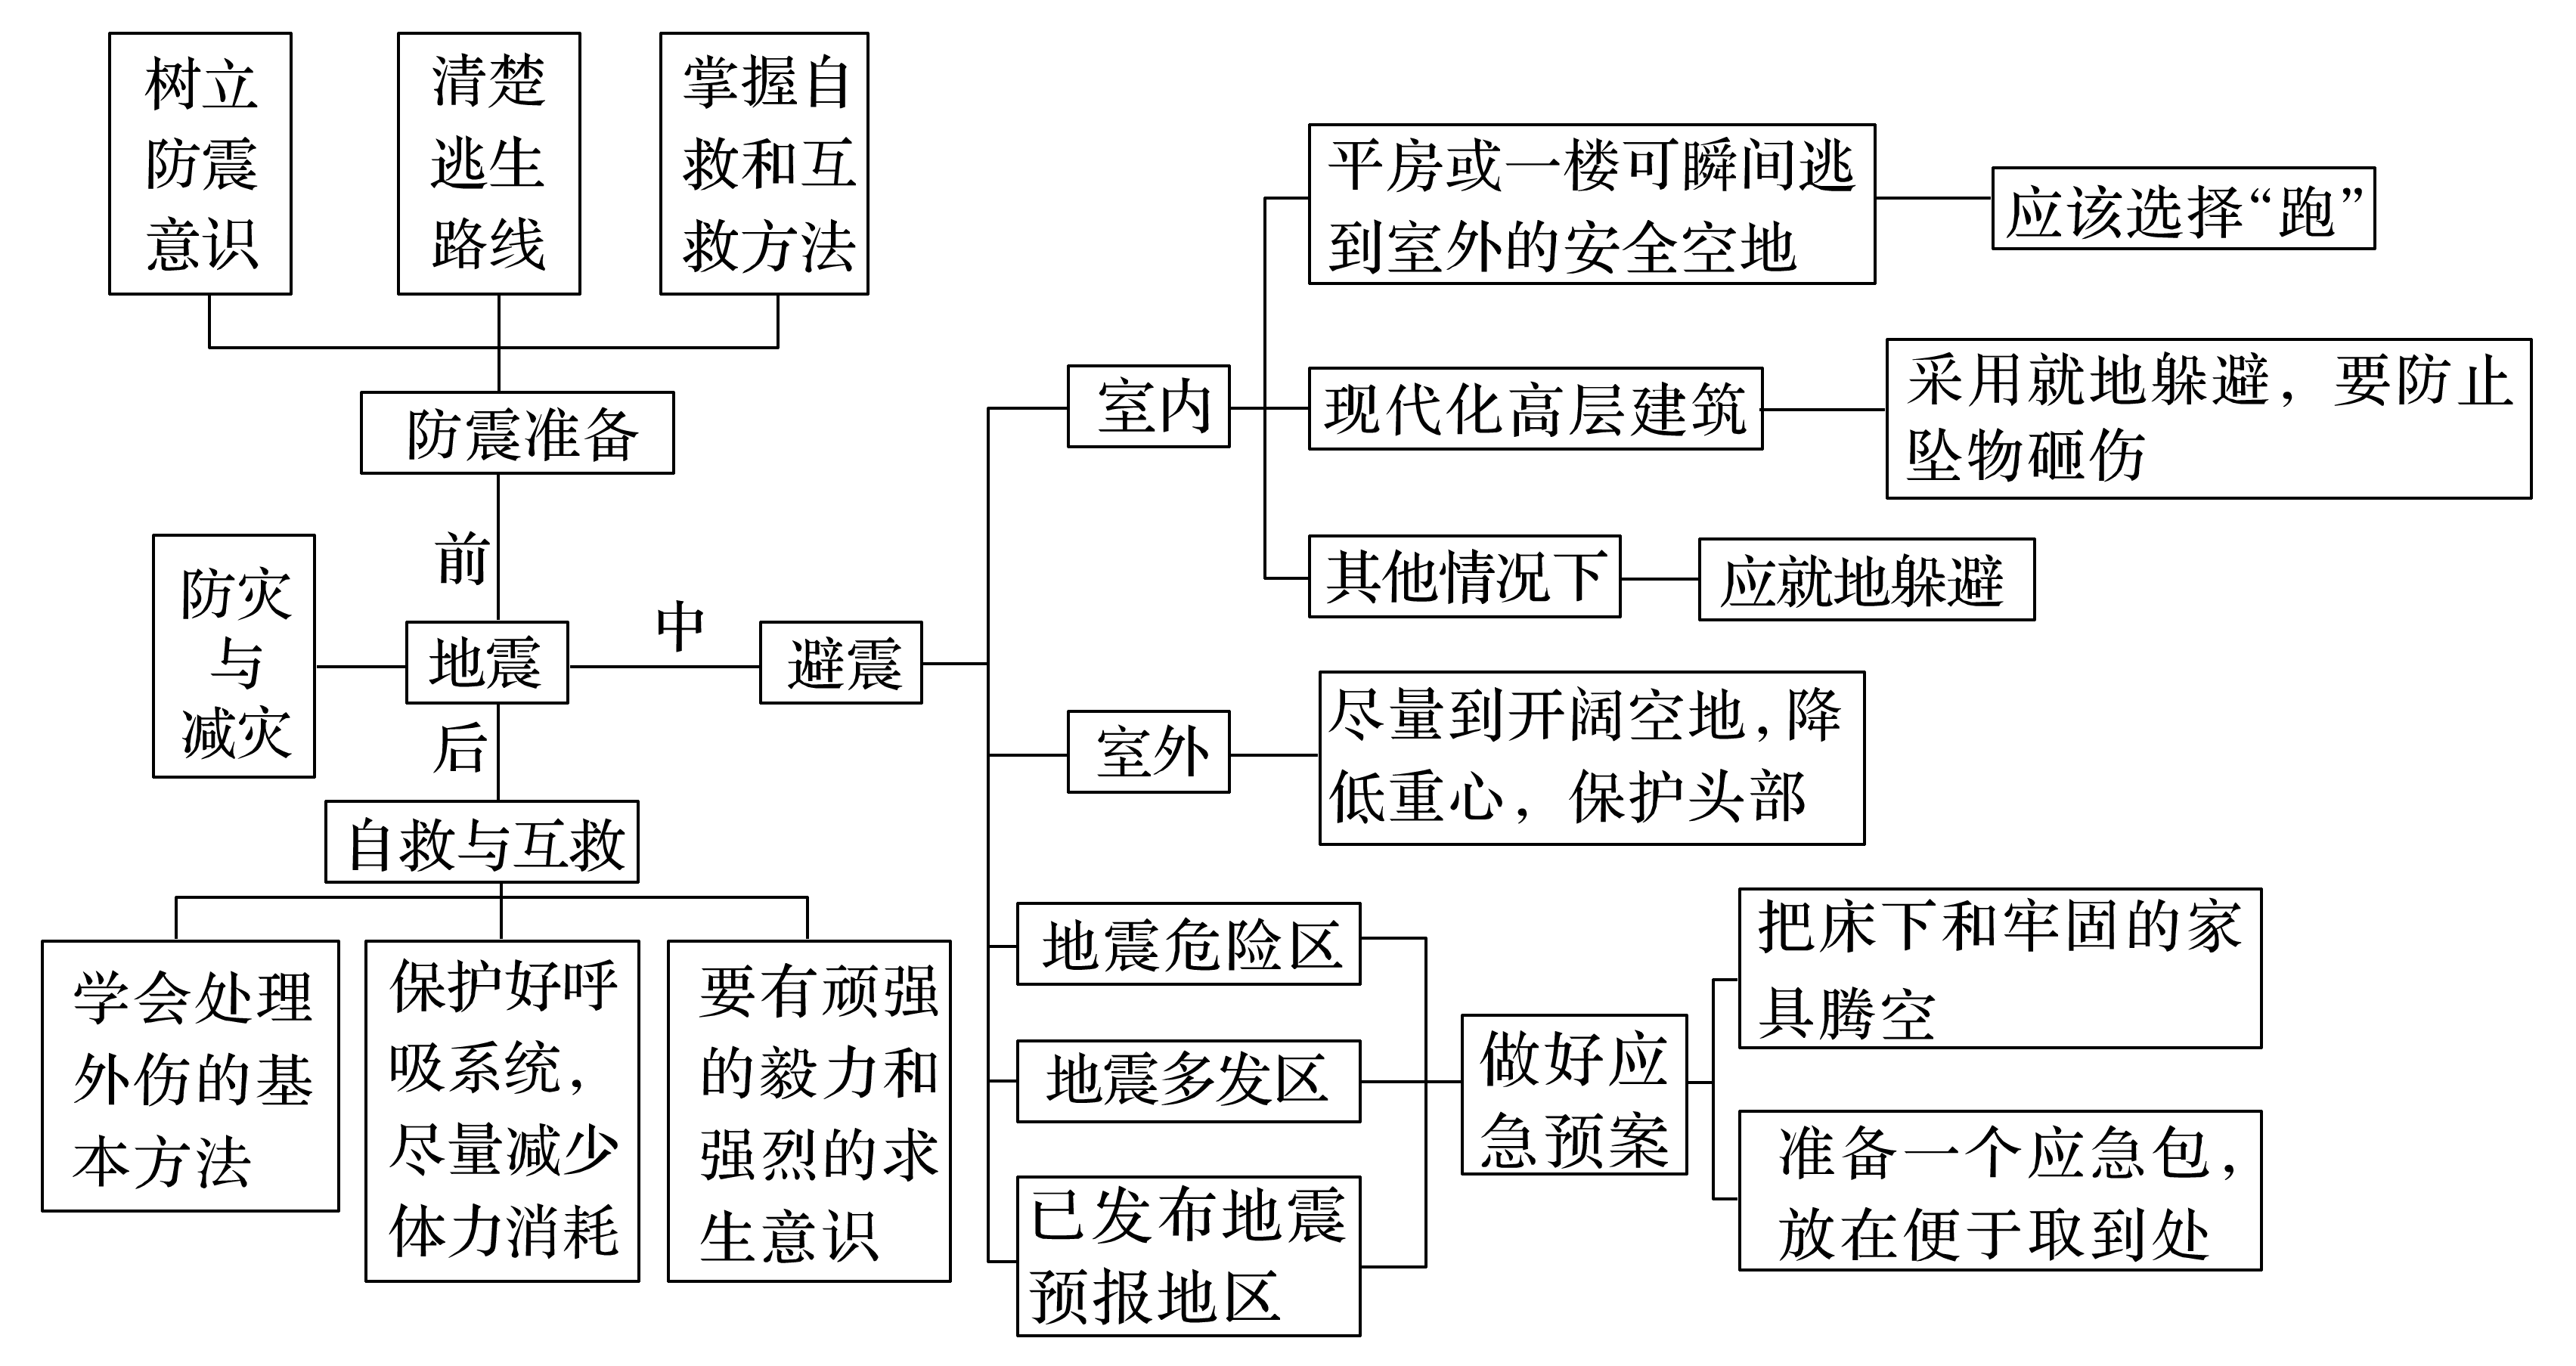 树立
防震
意识
清楚
逃生
路线
掌握自
救和互
救方法
防震准备
前
防灾
与
减灾
地震
中
避震
后
自救与互救
学会处理
外伤的基
本方法
保护好呼
吸系统，
尽量减少
体力消耗
要有顽强
的毅力和
强烈的求
生意识
室内
平房或一楼可瞬间逃
到室外的安全空地
应该选择“跑”
现代化高层建筑
采用就地躲避，要防止
坠物砸伤
其他情况下
应就地躲避
室外
尽量到开阔空地，降
低重心，保护头部
地震危险区
地震多发区
已发布地震
预报地区
做好应
急预案
把床下和牢固的家
具腾空
准备一个应急包，
放在便于取到处